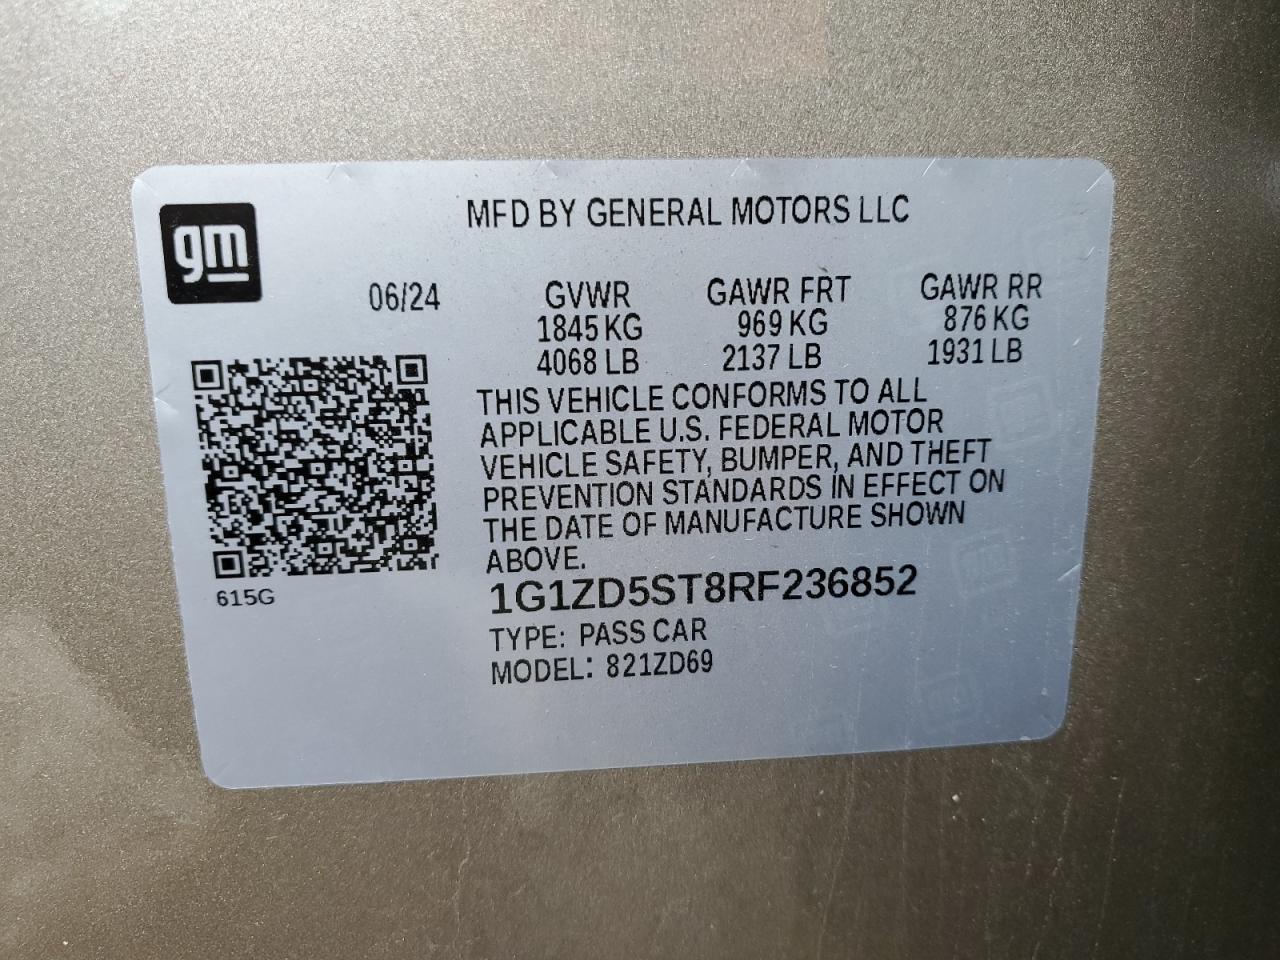 gm
MFD BY GENERAL MOTORS LLC
06/24
GVWR GAWR FRT GAWR RR
1845 KG 969 KG 876 KG
4068 LB 2137 LB 1931 LB
THIS VEHICLE CONFORMS TO ALL
APPLICABLE U.S. FEDERAL MOTOR
VEHICLE SAFETY, BUMPER, AND THEFT
PREVENTION STANDARDS IN EFFECT ON
THE DATE OF MANUFACTURE SHOWN
ABOVE.
615G
1G1ZD5ST8RF236852
TYPE: PASS CAR
MODEL: 821ZD69